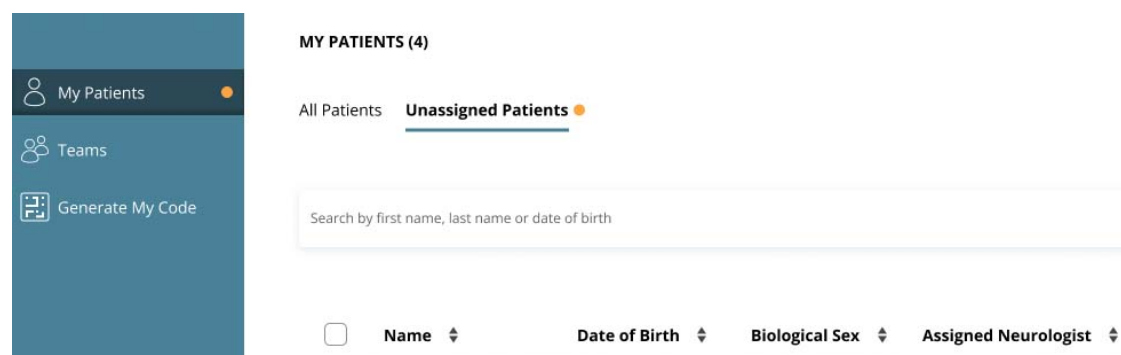 MY PATIENTS (4)
My Patients
Teams
Generate My Code
All Patients Unassigned Patients
Search by first name, last name or date of birth
Name Date of Birth Biological Sex Assigned Neurologist